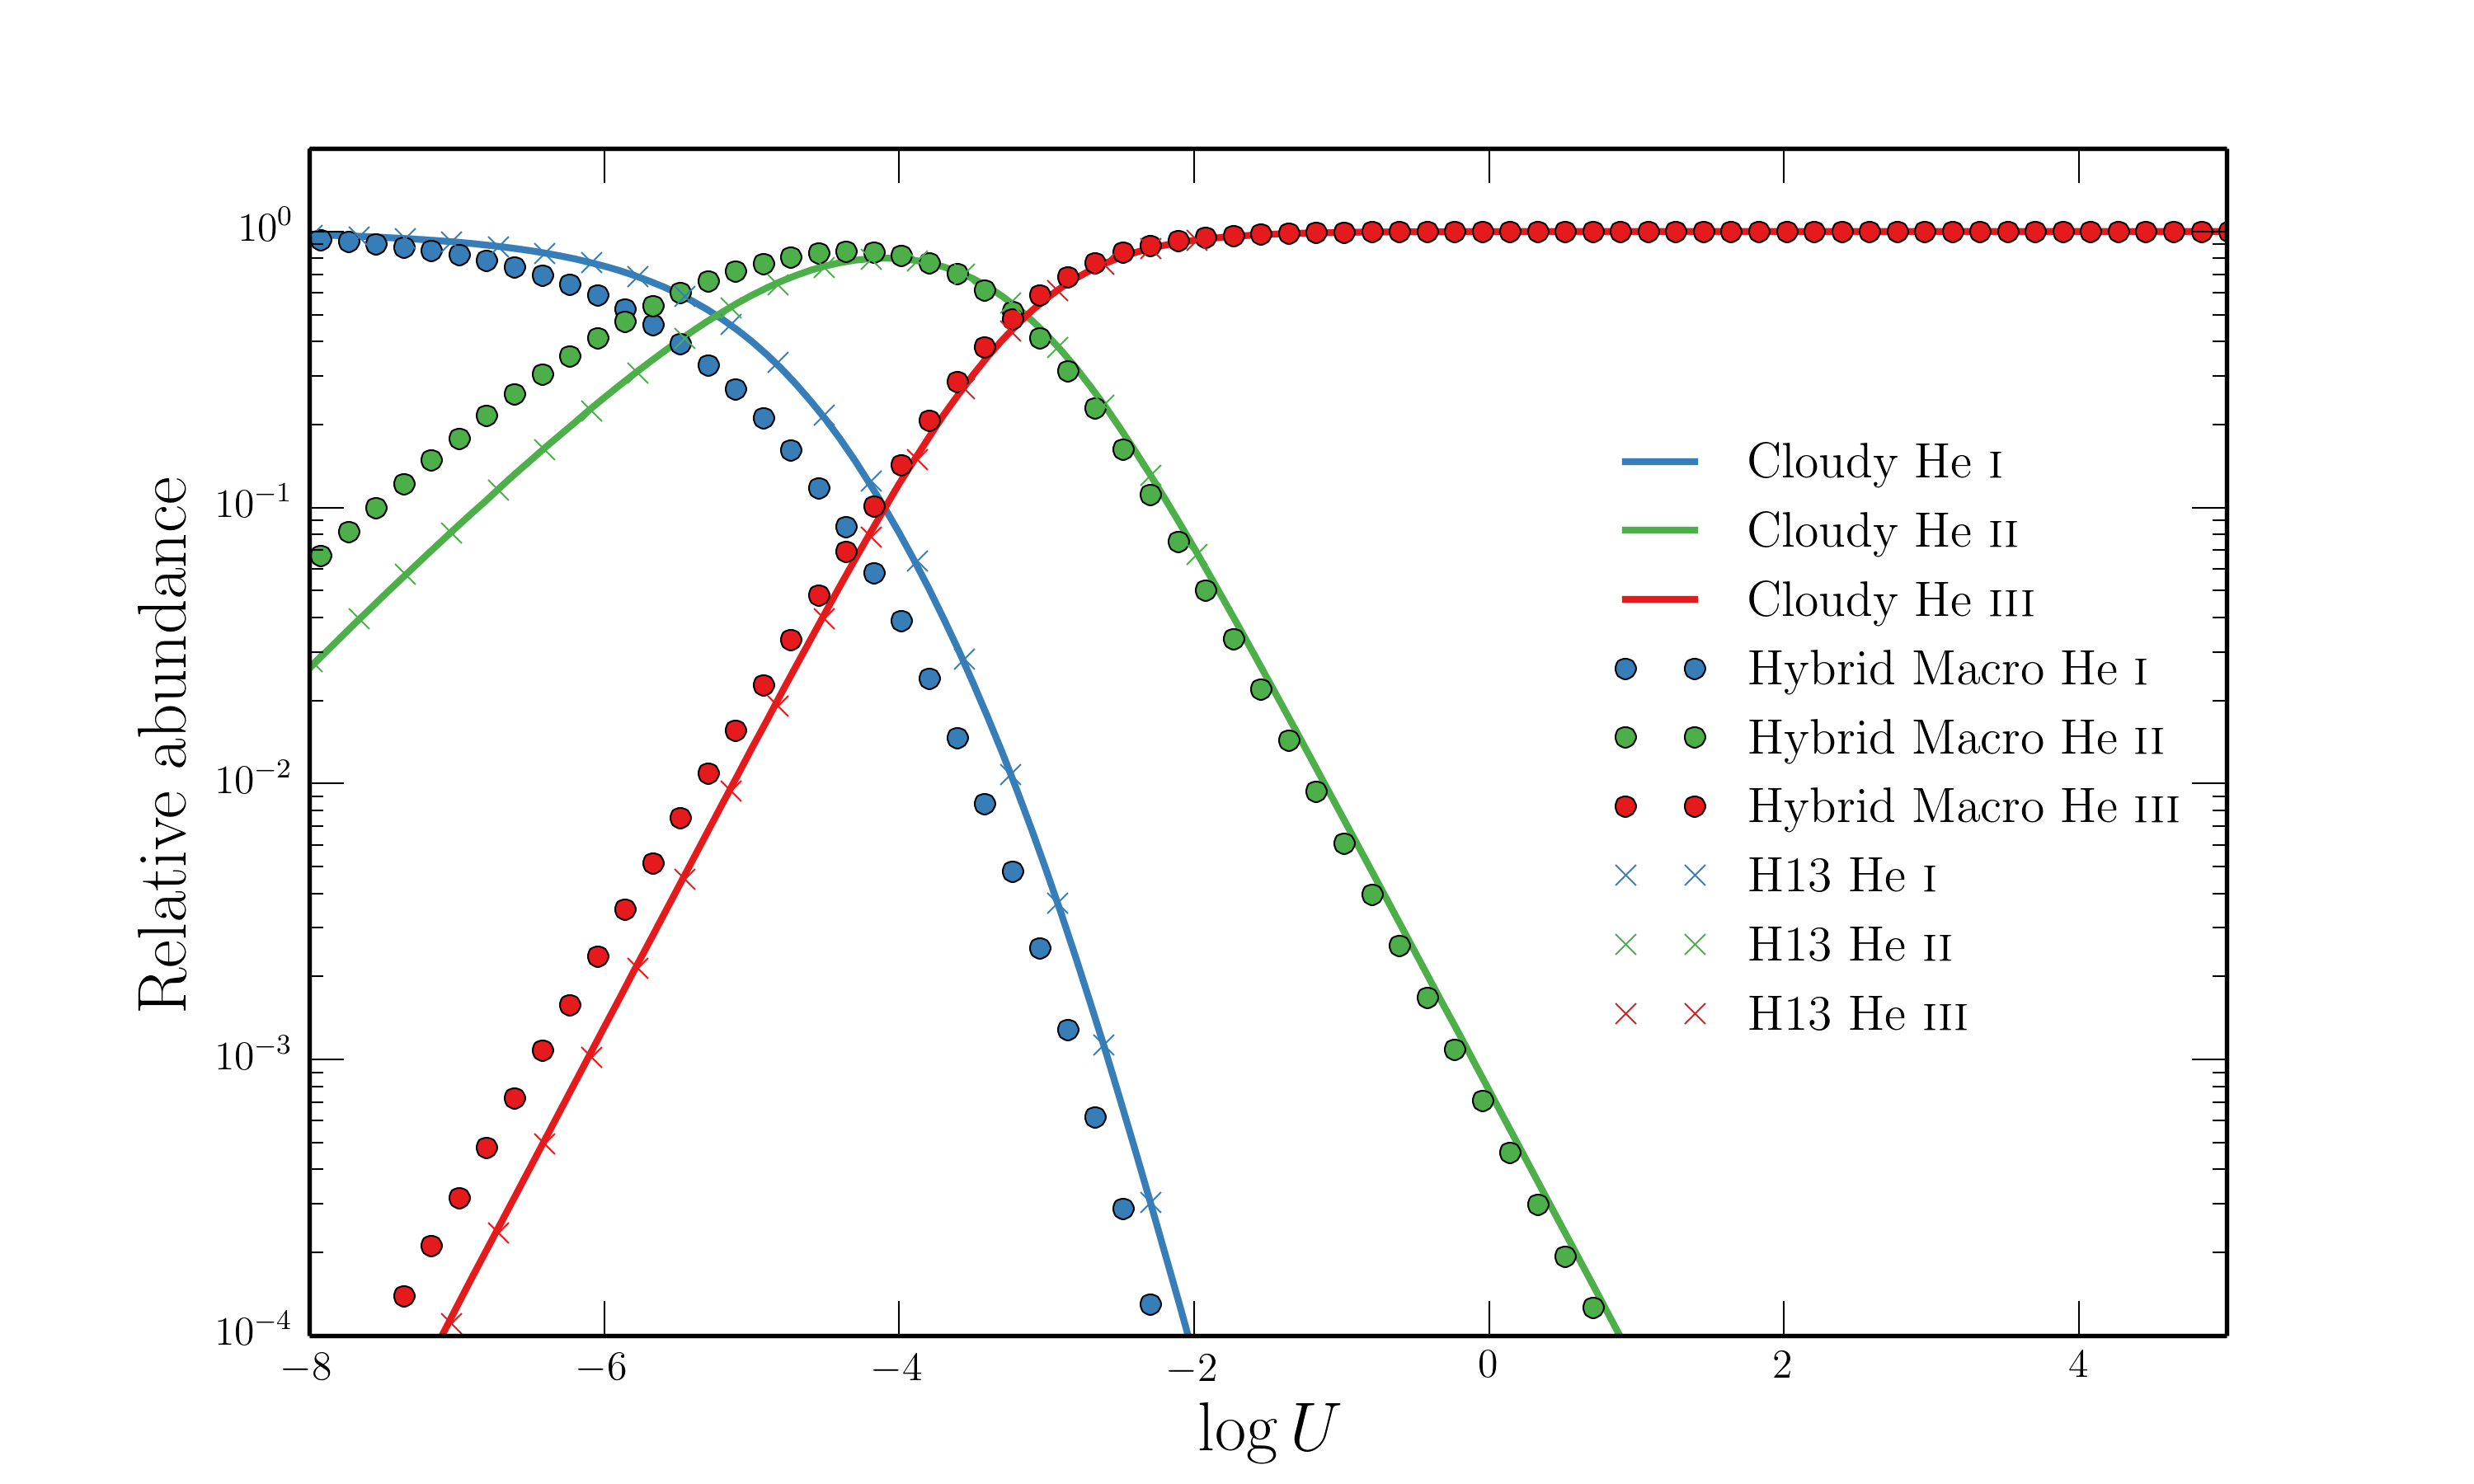 10⁰
10⁻¹
10⁻²
10⁻³
10⁻⁴
Relative abundance
Cloudy He I
Cloudy He II
Cloudy He III
Hybrid Macro He I
Hybrid Macro He II
Hybrid Macro He III
H13 He I
H13 He II
H13 He III
−8 −6 −4 −2 0 2 4
log U